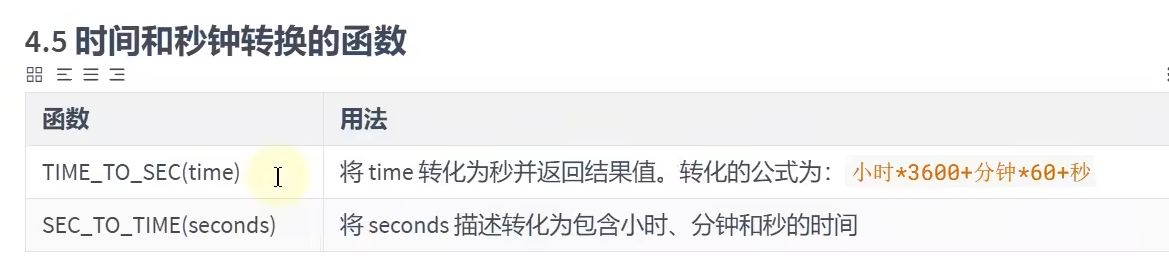 4.5 时间和秒钟转换的函数
函数 用法
TIME_TO_SEC(time) 将 time 转化为秒并返回结果值。转化的公式为：小时*3600+分钟*60+秒
SEC_TO_TIME(seconds) 将 seconds 描述转化为包含小时、分钟和秒的时间